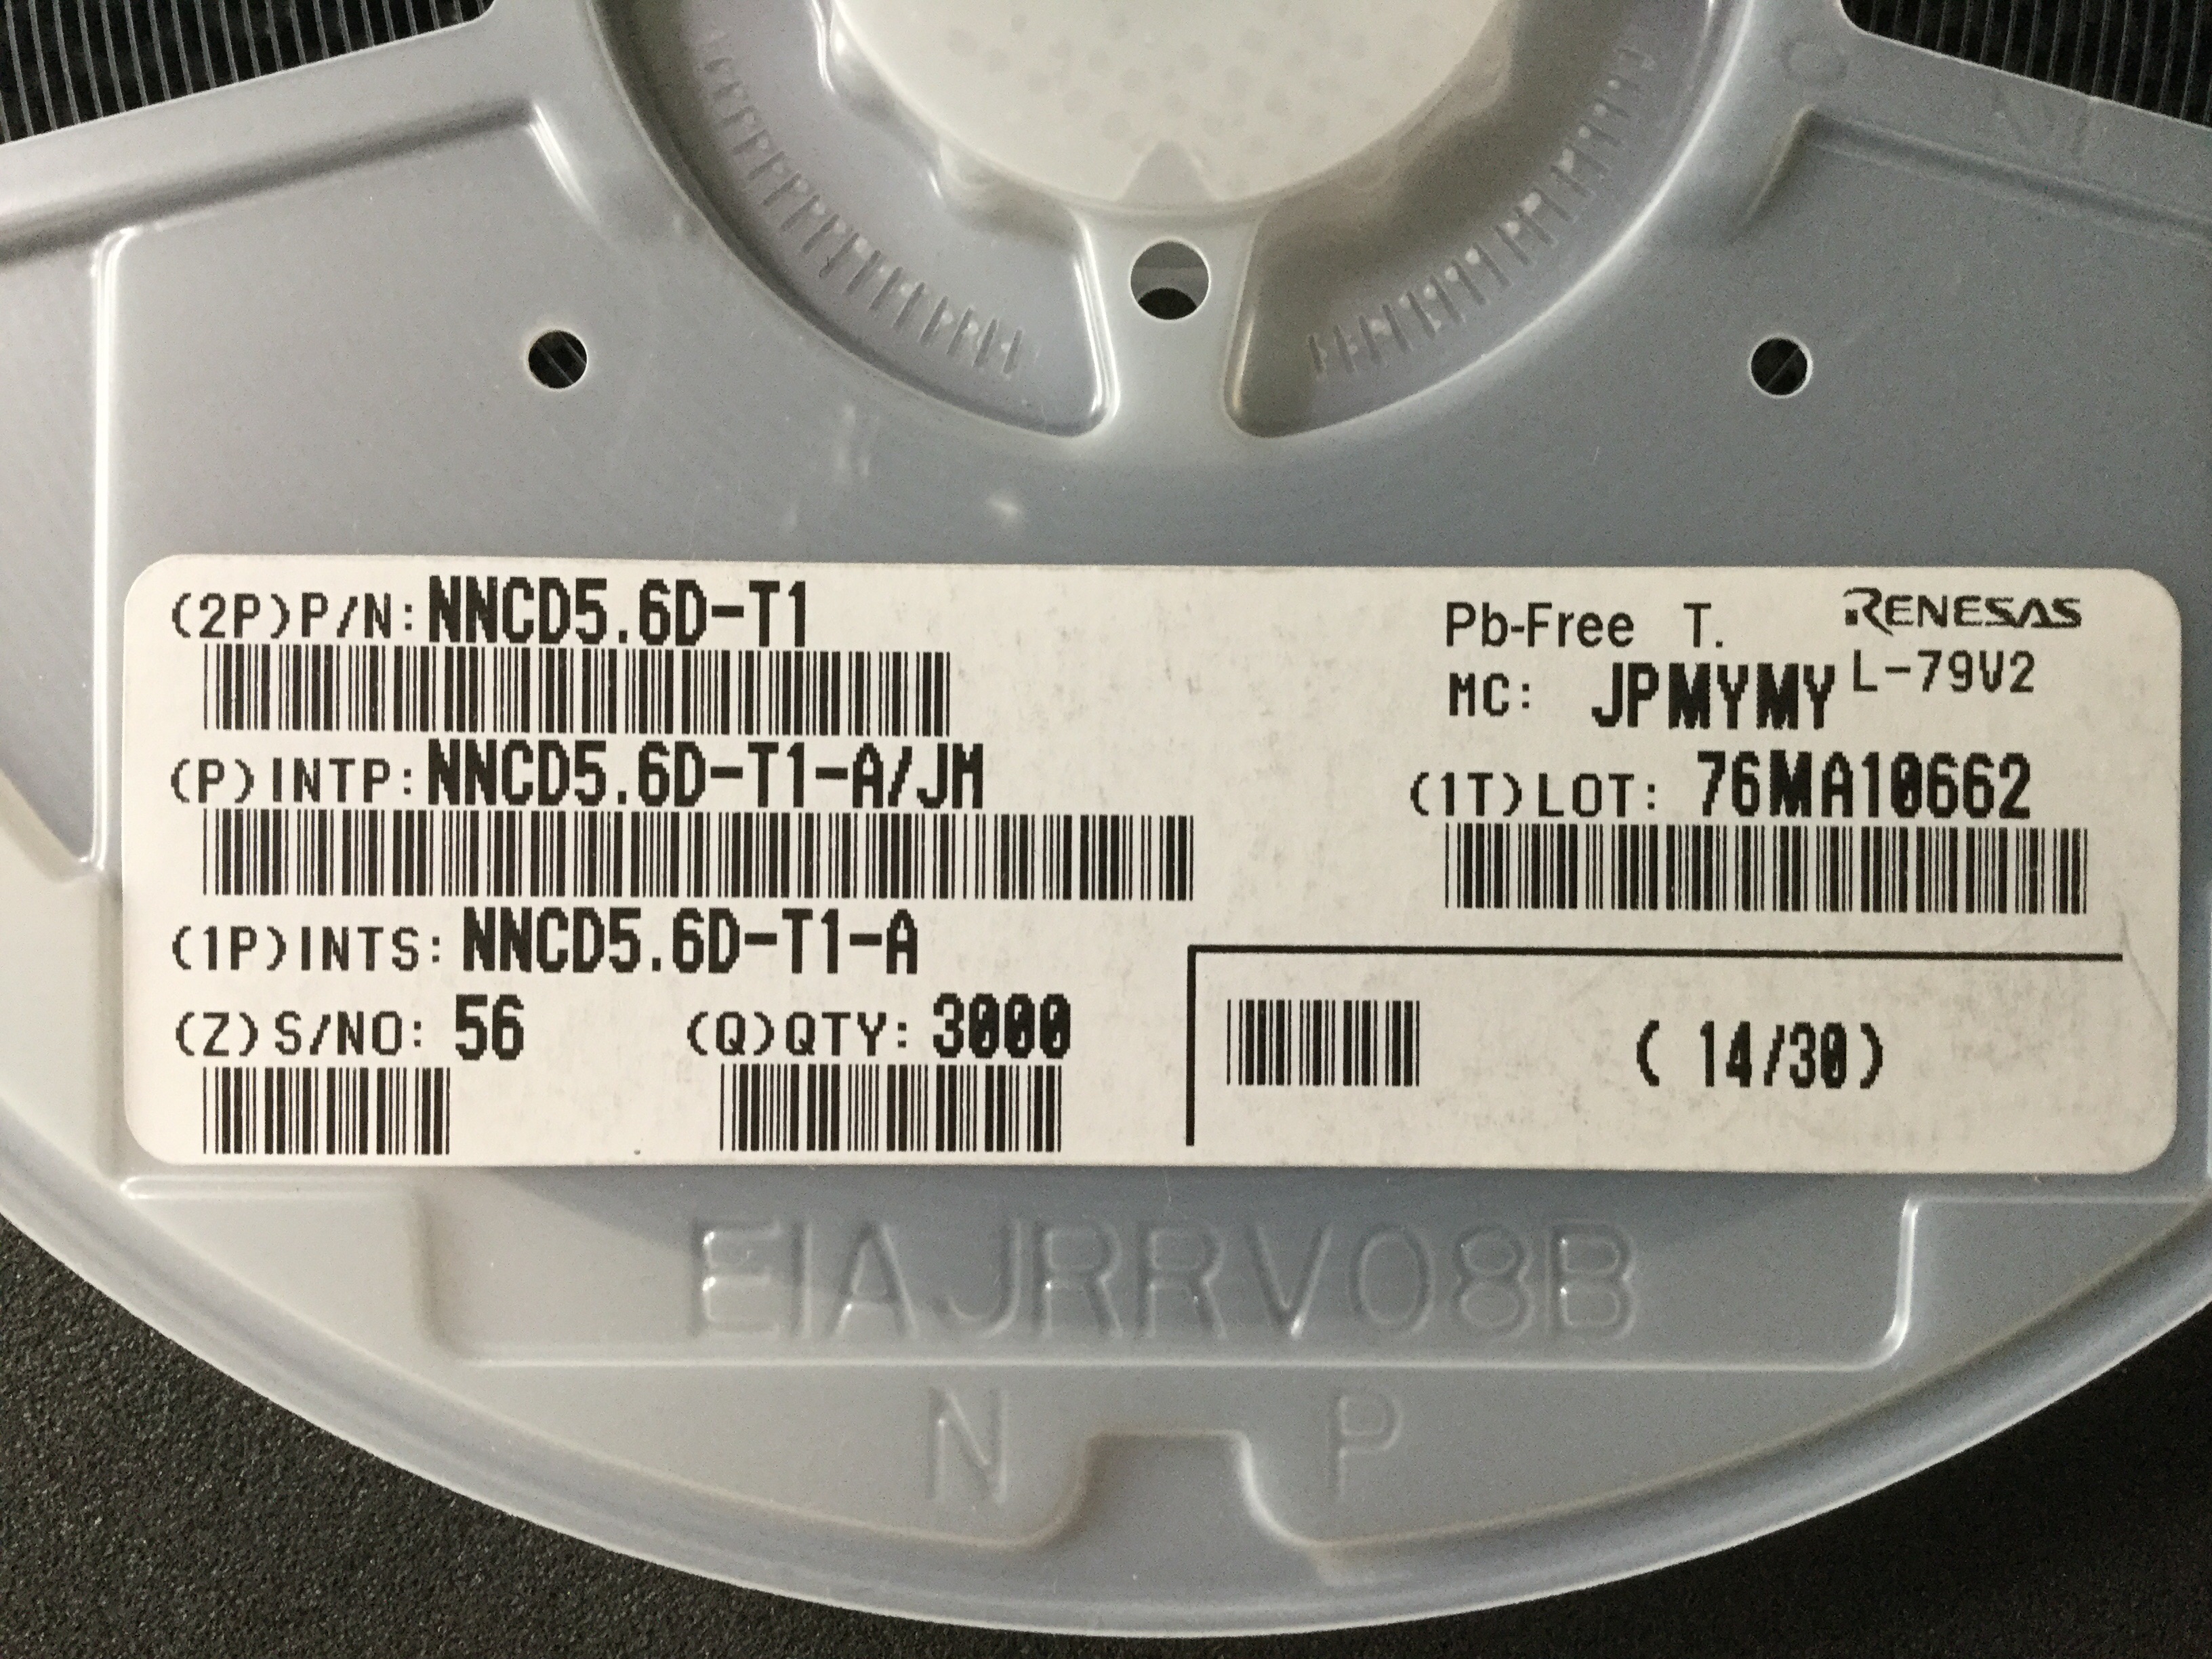 (2P)P/N:NNCD5.6D-T1
Pb-Free T.
RENESAS
MC: JPMYMY
L-79V2
(P)INTP:NNCD5.6D-T1-A/JM
(1T)LOT: 76MA10662
(1P)INTS:NNCD5.6D-T1-A
(Z)S/NO: 56
(Q)QTY: 3000
( 14/30)
EIAJRRV08B
N P